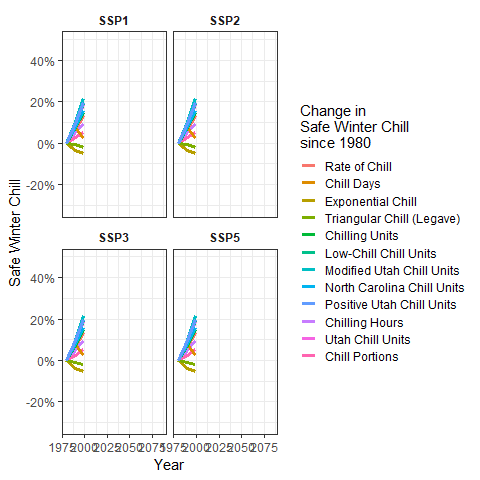 SSP1
SSP2
40%
20%
0%
-20%
SSP3
SSP5
40%
20%
0%
-20%
1975 2000 2025 2050 2075
1975 2000 2025 2050 2075
Year
Safe Winter Chill
Change in
Safe Winter Chill
since 1980
Rate of Chill
Chill Days
Exponential Chill
Triangular Chill (Legave)
Chilling Units
Low-Chill Chill Units
Modified Utah Chill Units
North Carolina Chill Units
Positive Utah Chill Units
Chilling Hours
Utah Chill Units
Chill Portions